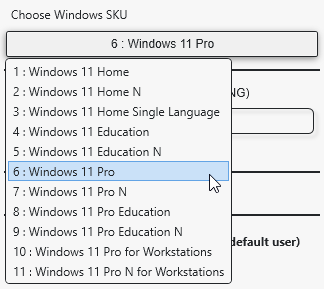 Choose Windows SKU
6 : Windows 11 Pro
1 : Windows 11 Home
2 : Windows 11 Home N
3 : Windows 11 Home Single Language
NG)
4 : Windows 11 Education
5 : Windows 11 Education N
6 : Windows 11 Pro
7 : Windows 11 Pro N
8 : Windows 11 Pro Education
9 : Windows 11 Pro Education N
default user)
10 : Windows 11 Pro for Workstations
11 : Windows 11 Pro N for Workstations